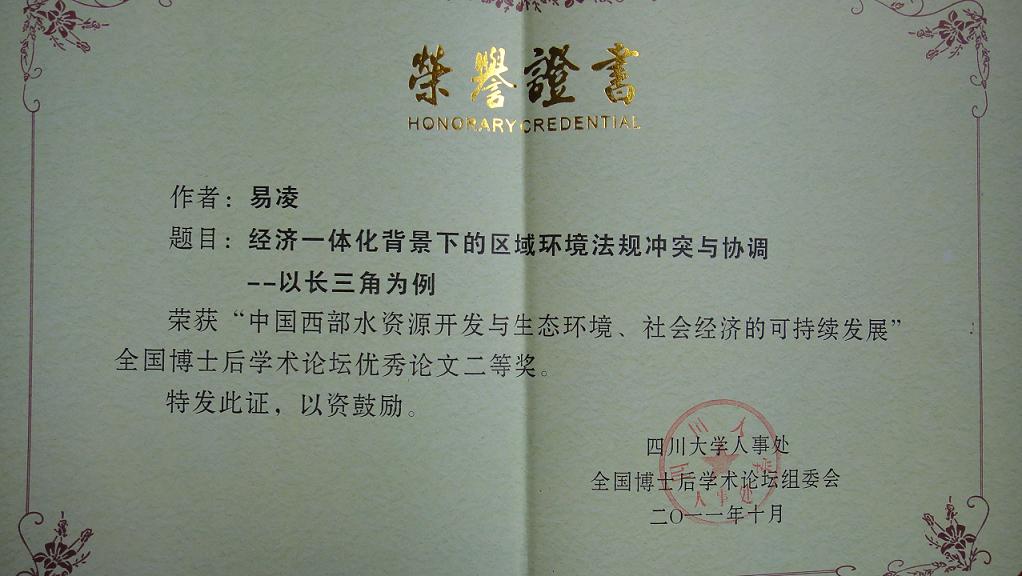 榮譽證書
HONORARY CREDENTIAL
作者：易凌
题目：经济一体化背景下的区域环境法规冲突与协调
--以长三角为例
荣获“中国西部水资源开发与生态环境、社会经济的可持续发展”
全国博士后学术论坛优秀论文二等奖。
特发此证，以资鼓励。
四川大学人事处
全国博士后学术论坛组委会
二〇一一年十月
人事处